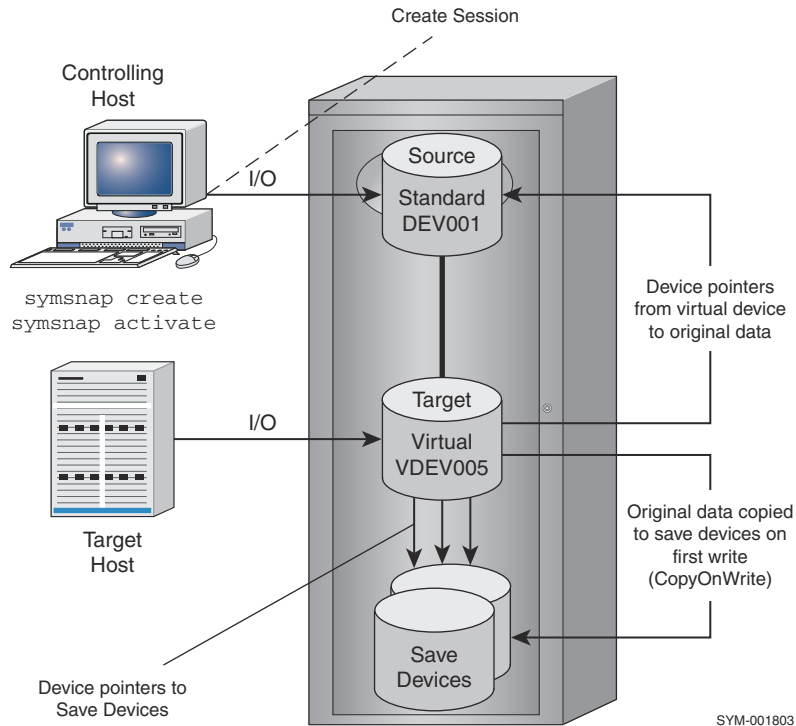 Create Session
Controlling
Host
I/O
Source
Standard
DEV001
symsnap create
symsnap activate
Device pointers
from virtual device
to original data
I/O
Target
Virtual
VDEV005
Target
Host
Original data copied
to save devices on
first write
(CopyOnWrite)
Save
Devices
Device pointers to
Save Devices
SYM-001803